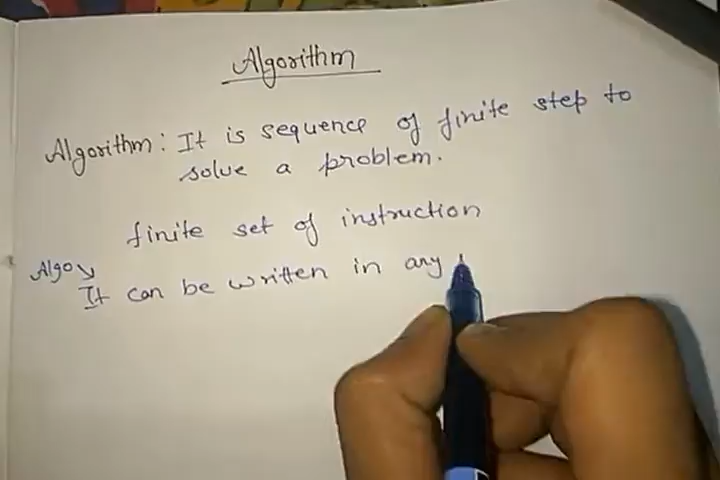 Algorithm
Algorithm: It is sequence of finite step to
solve a problem.
finite set of instruction
Algo
It can be written in any